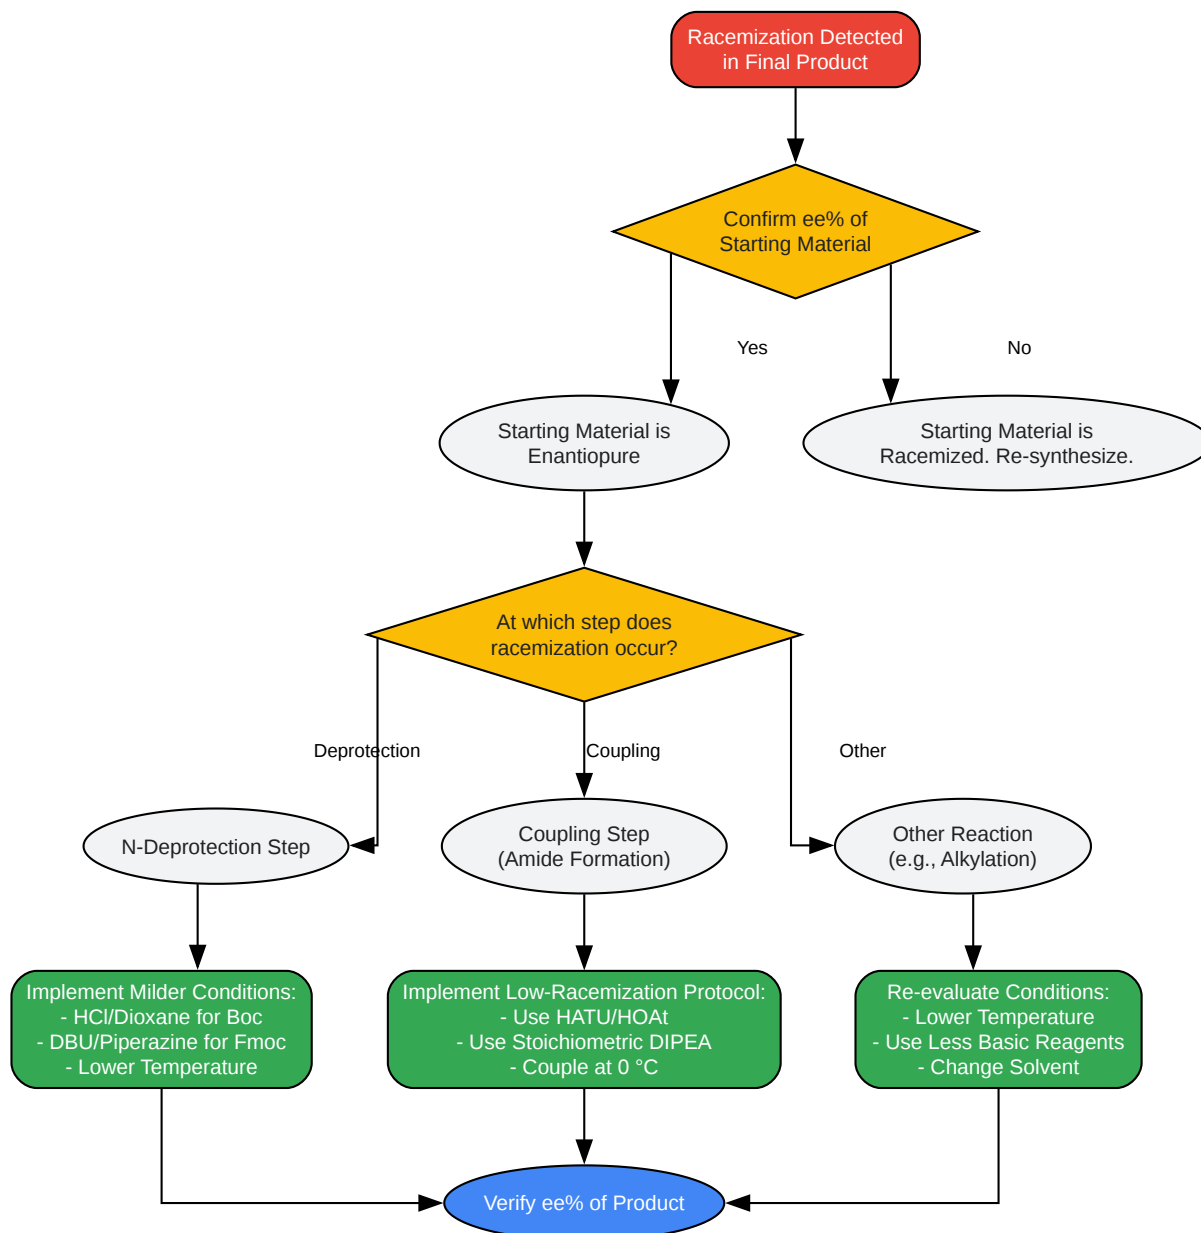 Racemization Detected
in Final Product
Confirm ee% of
Starting Material
Yes
No
Starting Material is
Enantiopure
Starting Material is
Racemized. Re-synthesize.
At which step does
racemization occur?
Deprotection
Coupling
Other
N-Deprotection Step
Coupling Step
(Amide Formation)
Other Reaction
(e.g., Alkylation)
Implement Milder Conditions:
- HCl/Dioxane for Boc
- DBU/Piperazine for Fmoc
- Lower Temperature
Implement Low-Racemization Protocol:
- Use HATU/HOAt
- Use Stoichiometric DIPEA
- Couple at 0 °C
Re-evaluate Conditions:
- Lower Temperature
- Use Less Basic Reagents
- Change Solvent
Verify ee% of Product